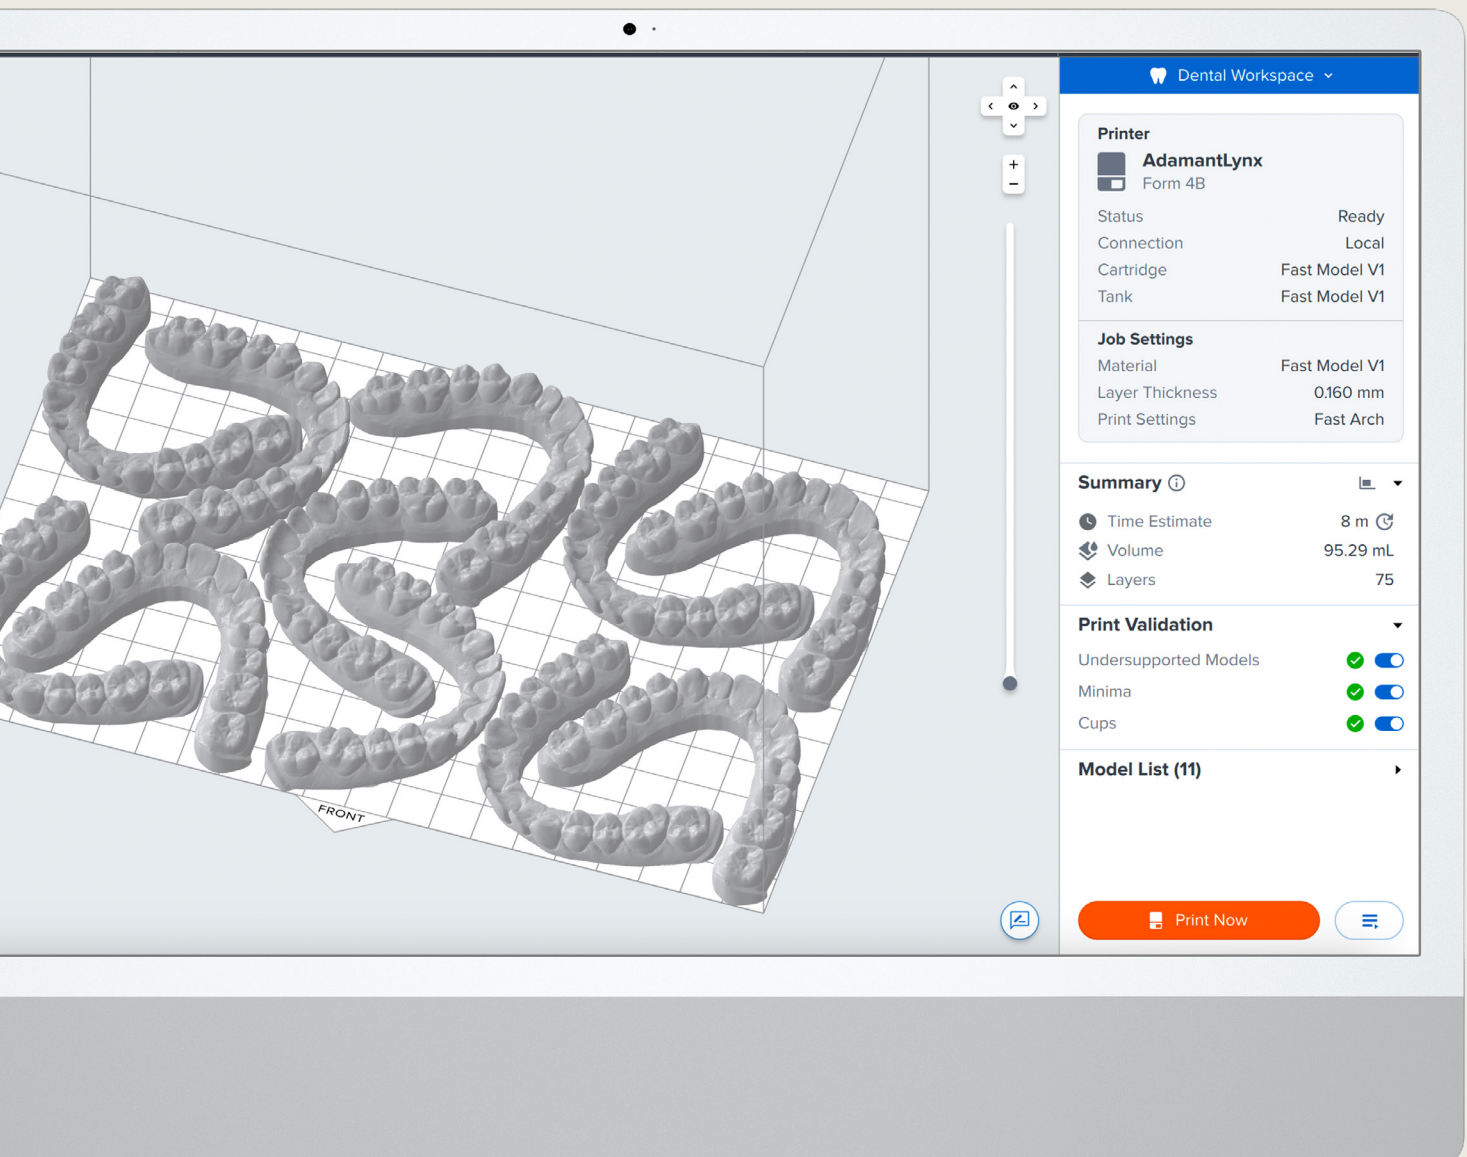 Dental Workspace
Printer
AdamantLynx
Form 4B
Status Ready
Connection Local
Cartridge Fast Model V1
Tank Fast Model V1
Job Settings
Material Fast Model V1
Layer Thickness 0.160 mm
Print Settings Fast Arch
Summary
Time Estimate 8 m
Volume 95.29 mL
Layers 75
Print Validation
Undersupported Models
Minima
Cups
Model List (11)
FRONT
Print Now